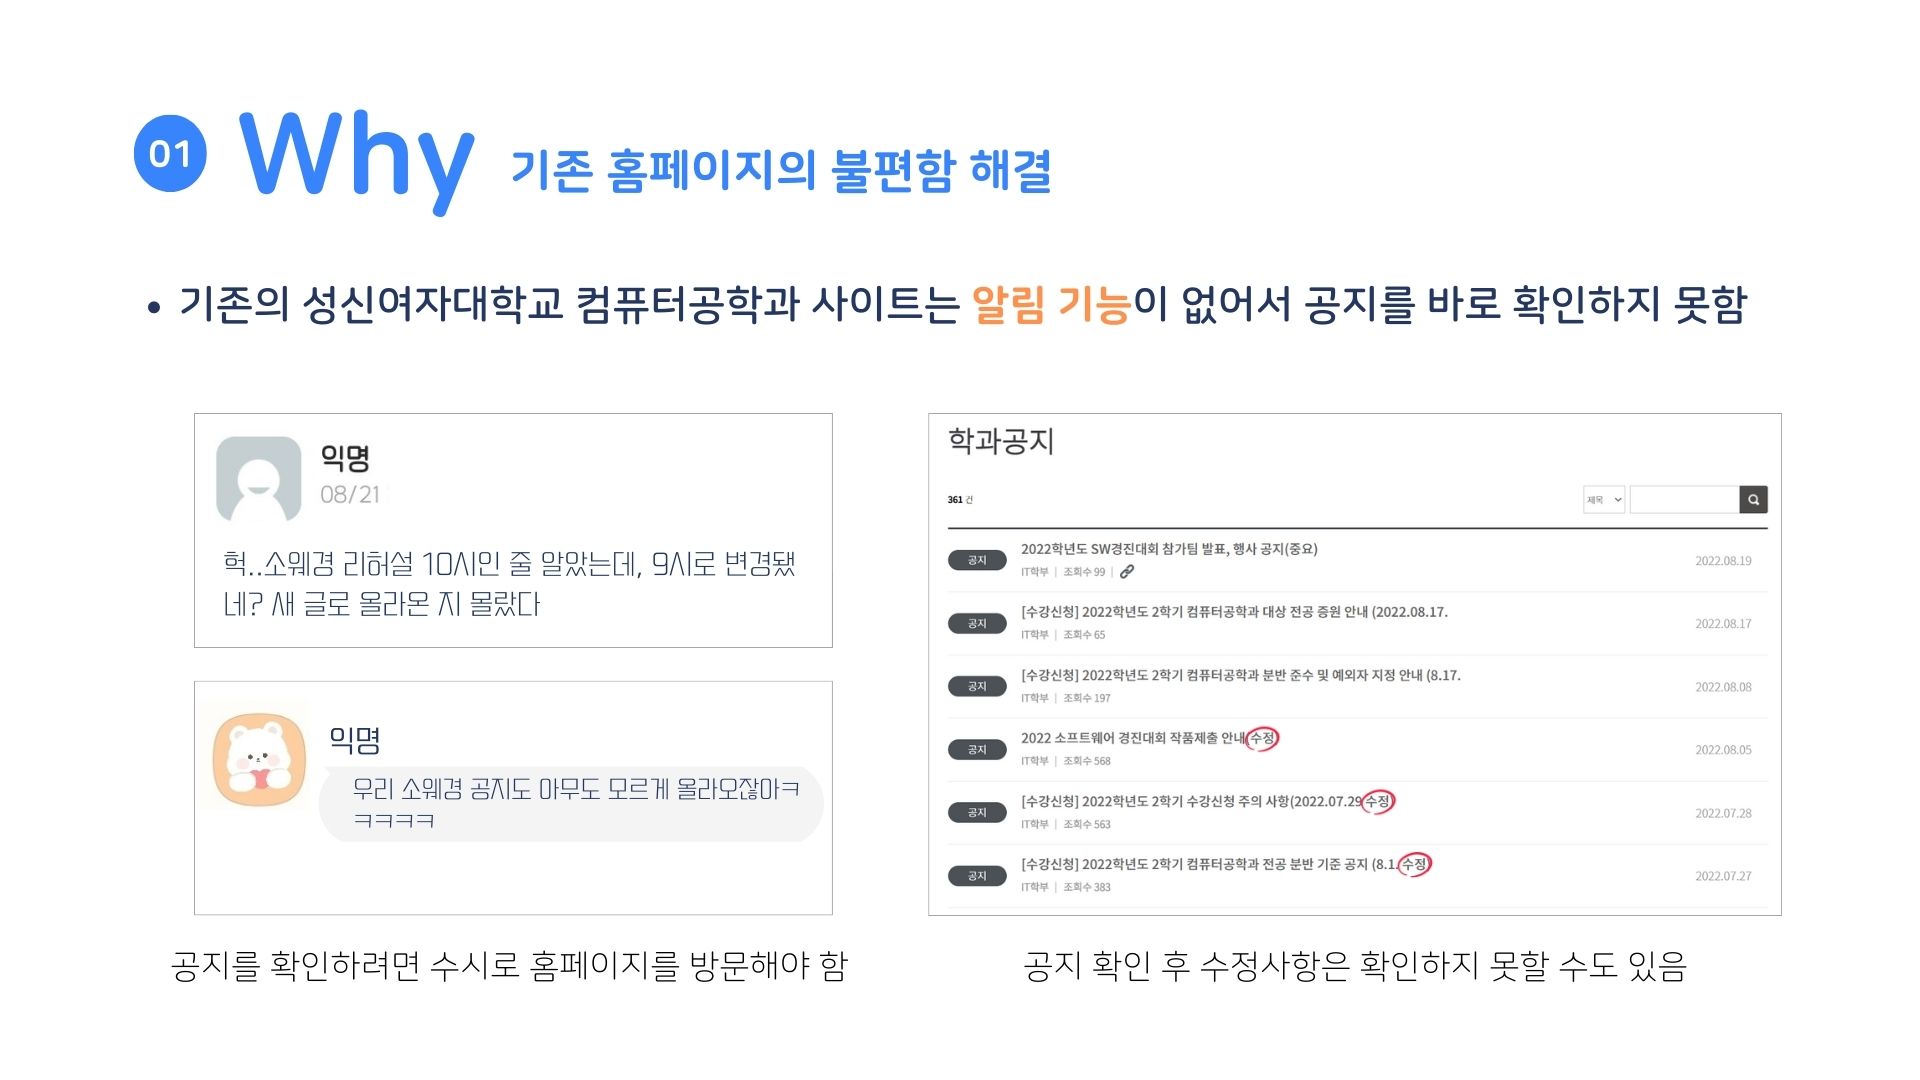 01 Why 기존 홈페이지의 불편함 해결
• 기존의 성신여자대학교 컴퓨터공학과 사이트는 알림 기능이 없어서 공지를 바로 확인하지 못함
익명
08/21
헉..소웨경 리허설 10시인 줄 알았는데, 9시로 변경됐
네? 새 글로 올라온 지 몰랐다
익명
우리 소웨경 공지도 아무도 모르게 올라오잖아ㅋ
ㅋㅋㅋㅋ
공지를 확인하려면 수시로 홈페이지를 방문해야 함
학과공지
361 건
제목
공지
2022학년도 SW경진대회 참가팀 발표, 행사 공지(중요)
IT학부 | 조회수 99 |
2022.08.19
공지
[수강신청] 2022학년도 2학기 컴퓨터공학과 대상 전공 증원 안내 (2022.08.17.
IT학부 | 조회수 65
2022.08.17
공지
[수강신청] 2022학년도 2학기 컴퓨터공학과 분반 준수 및 예외자 지정 안내 (8.17.
IT학부 | 조회수 197
2022.08.08
공지
2022 소프트웨어 경진대회 작품제출 안내(수정)
IT학부 | 조회수 568
2022.08.05
공지
[수강신청] 2022학년도 2학기 수강신청 주의 사항(2022.07.29 수정)
IT학부 | 조회수 563
2022.07.28
공지
[수강신청] 2022학년도 2학기 컴퓨터공학과 전공 분반 기준 공지 (8.1. 수정)
IT학부 | 조회수 383
2022.07.27
공지 확인 후 수정사항은 확인하지 못할 수도 있음